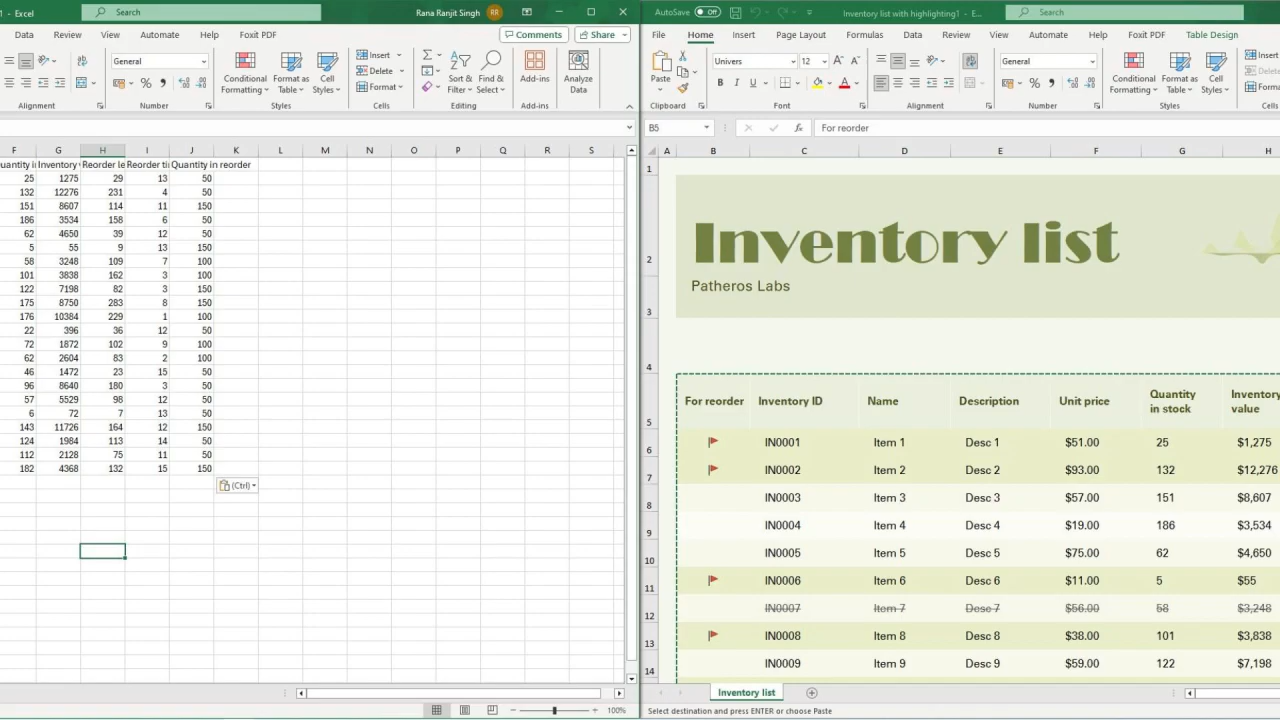 1 - Excel
Search
Rana Ranjit Singh
RR
Data Review View Automate Help Foxit PDF
Comments
Share
General
Conditional Formatting
Format as Table
Cell Styles
Insert
Delete
Format
Sort & Filter
Find & Select
Add-ins
Analyze Data
Alignment Number Styles Cells Editing Add-ins
F G H I J K L M N O P Q R S
Inventory Reorder Reorder Quantity in reorder
25 1275 29 13 50
132 12276 231 4 50
151 8607 114 11 150
186 3534 158 6 50
62 4650 39 12 50
5 55 9 13 150
58 3248 109 7 100
101 3838 162 3 100
122 7198 82 3 150
175 8750 283 8 150
176 10384 229 1 100
22 396 36 12 50
72 1872 102 9 100
62 2604 83 2 100
46 1472 23 15 50
96 8640 180 3 50
57 5529 98 12 50
6 72 7 13 50
143 11726 164 12 150
124 1984 113 14 50
112 2128 75 11 50
182 4368 132 15 150
(Ctrl)
100%
AutoSave Off
Inventory list with highlighting1 - E...
Search
File Home Insert Page Layout Formulas Data Review View Automate Help Foxit PDF Table Design
Paste
Univers 12
B I U
General
Conditional Formatting
Format as Table
Cell Styles
Insert
Delete
Format
Clipboard Font Alignment Number Styles Cells
B5
fx
For reorder
A B C D E F G H
1
2
3
4
5
6
7
8
9
10
11
12
13
14
Inventory list
Patheros Labs
For reorder Inventory ID Name Description Unit price Quantity in stock Inventory value
IN0001 Item 1 Desc 1 $51.00 25 $1,275
IN0002 Item 2 Desc 2 $93.00 132 $12,276
IN0003 Item 3 Desc 3 $57.00 151 $8,607
IN0004 Item 4 Desc 4 $19.00 186 $3,534
IN0005 Item 5 Desc 5 $75.00 62 $4,650
IN0006 Item 6 Desc 6 $11.00 5 $55
IN0007 Item 7 Desc 7 $56.00 58 $3,248
IN0008 Item 8 Desc 8 $38.00 101 $3,838
IN0009 Item 9 Desc 9 $59.00 122 $7,198
Inventory list
Select destination and press ENTER or choose Paste